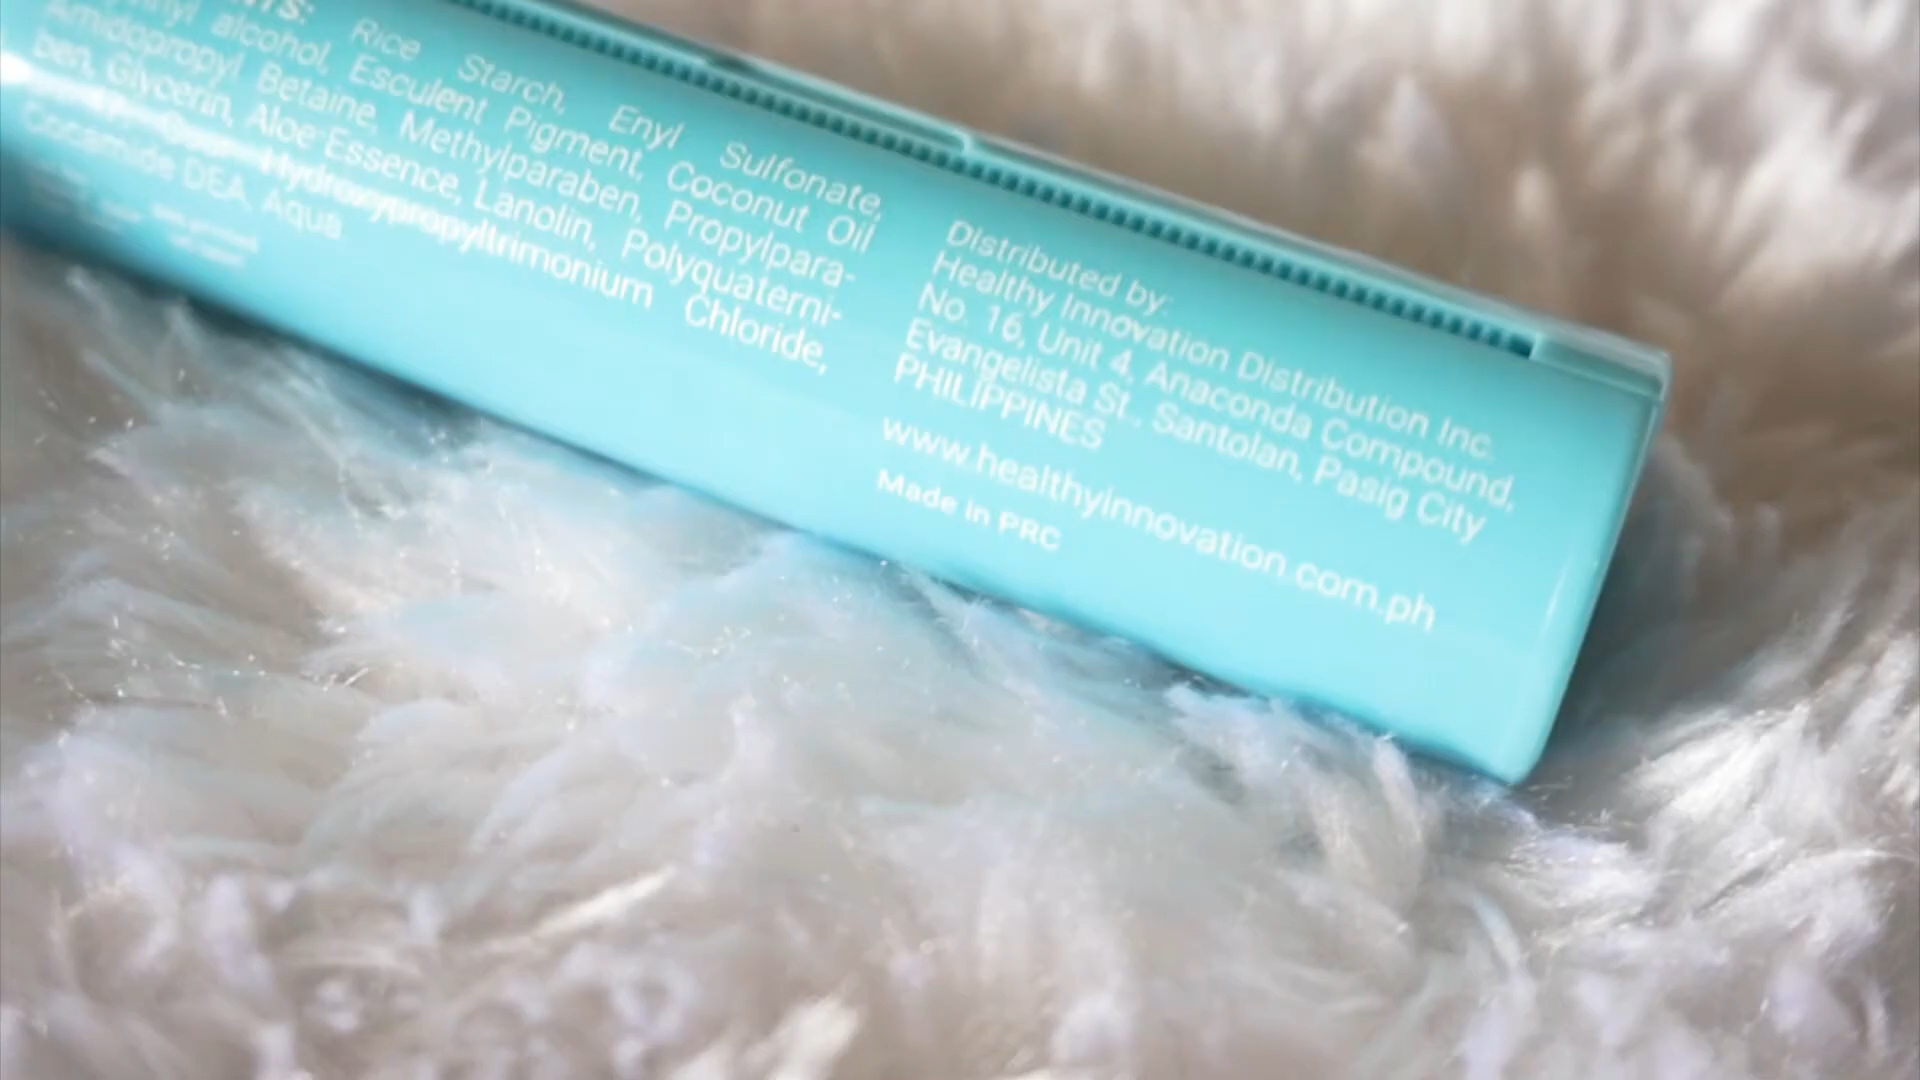 Rice Starch, Enyl Sulfonate,
alcohol, Esculent Pigment, Coconut Oil
Amidopropyl Betaine, Methylparaben, Propylpara-
ben, Glycerin, Aloe Essence, Lanolin, Polyquaterni-
Hydroxypropyltrimonium Chloride,
Cocamide DEA, Aqua
Distributed by:
Healthy Innovation Distribution Inc.
No. 16, Unit 4, Anaconda Compound,
Evangelista St., Santolan, Pasig City
PHILIPPINES
www.healthyinnovation.com.ph
Made in PRC